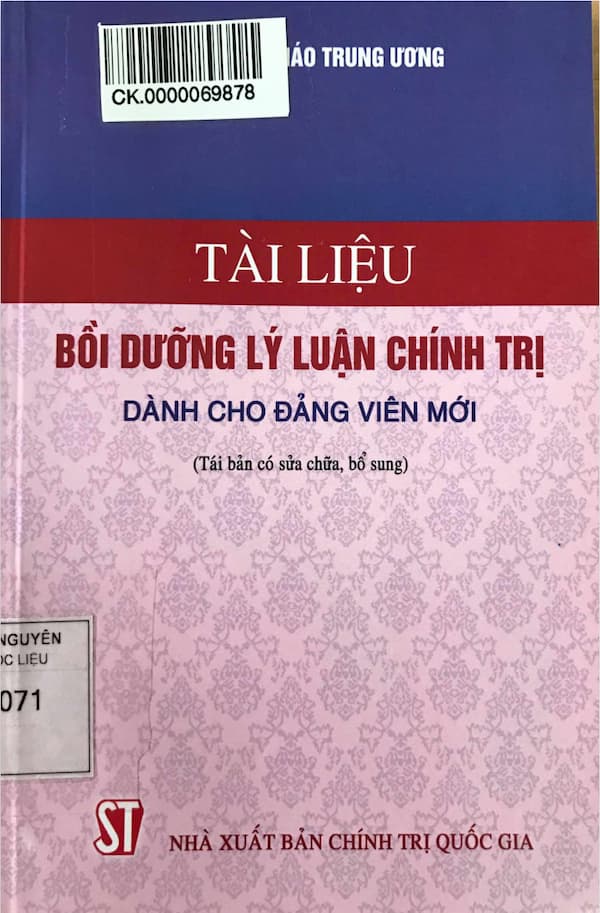 CK.0000069878
TRUNG ƯƠNG
TÀI LIỆU
BỒI DƯỠNG LÝ LUẬN CHÍNH TRỊ
DÀNH CHO ĐẢNG VIÊN MỚI
(Tái bản có sửa chữa, bổ sung)
NGUYÊN
LIỆU
071
ST
NHÀ XUẤT BẢN CHÍNH TRỊ QUỐC GIA